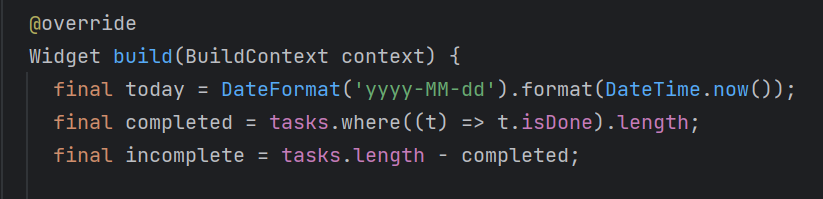 @override
Widget build(BuildContext context) {
final today = DateFormat('yyyy-MM-dd').format(DateTime.now());
final completed = tasks.where((t) => t.isDone).length;
final incomplete = tasks.length - completed;